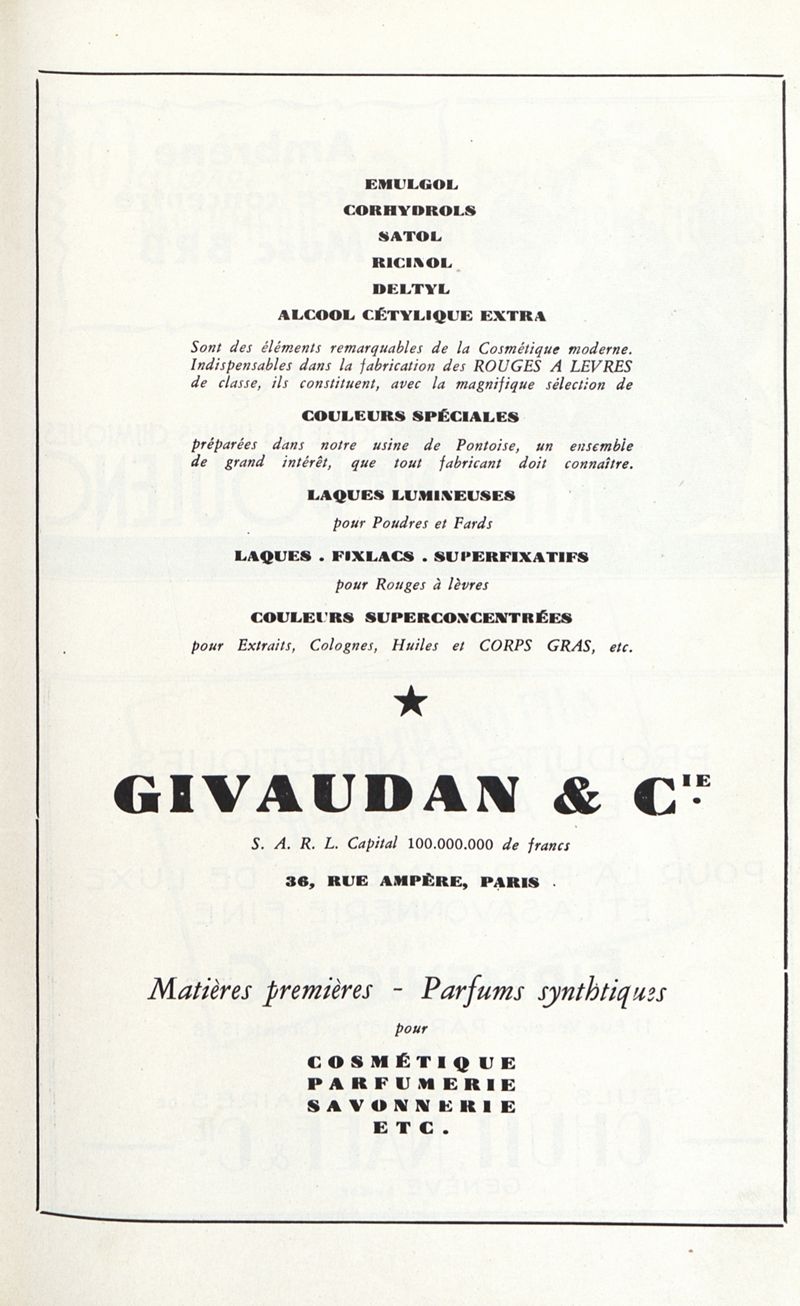 EMULGOL
CORHYDROLS
SATOL
RICINOL
DELTYL
ALCOOL CÉTYLIQUE EXTRA
Sont des éléments remarquables de la Cosmétique moderne.
Indispensables dans la fabrication des ROUGES A LEVRES
de classe, ils constituent, avec la magnifique sélection de
COULEURS SPÉCIALES
préparées dans notre usine de Pontoise, un ensemble
de grand intérêt, que tout fabricant doit connaître.
LAQUES LUMINEUSES
pour Poudres et Fards
LAQUES . FIXLACS . SUPERFIXATIFS
pour Rouges à lèvres
COULEURS SUPERCONCENTRÉES
pour Extraits, Colognes, Huiles et CORPS GRAS, etc.
GIVAUDAN & CIE
S. A. R. L. Capital 100.000.000 de francs
36, RUE AMPÈRE, PARIS
Matières premières - Parfums synthtiques
pour
COSMÉTIQUE
PARFUMERIE
SAVONNERIE
ETC.